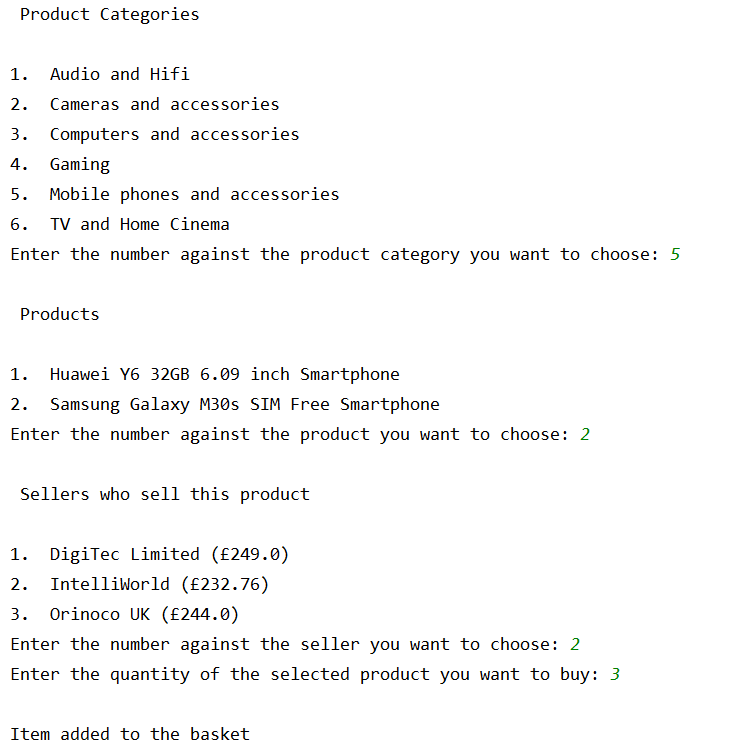 Product Categories
1. Audio and Hifi
2. Cameras and accessories
3. Computers and accessories
4. Gaming
5. Mobile phones and accessories
6. TV and Home Cinema
Enter the number against the product category you want to choose: 5
Products
1. Huawei Y6 32GB 6.09 inch Smartphone
2. Samsung Galaxy M30s SIM Free Smartphone
Enter the number against the product you want to choose: 2
Sellers who sell this product
1. DigiTec Limited (£249.0)
2. IntelliWorld (£232.76)
3. Orinoco UK (£244.0)
Enter the number against the seller you want to choose: 2
Enter the quantity of the selected product you want to buy: 3
Item added to the basket